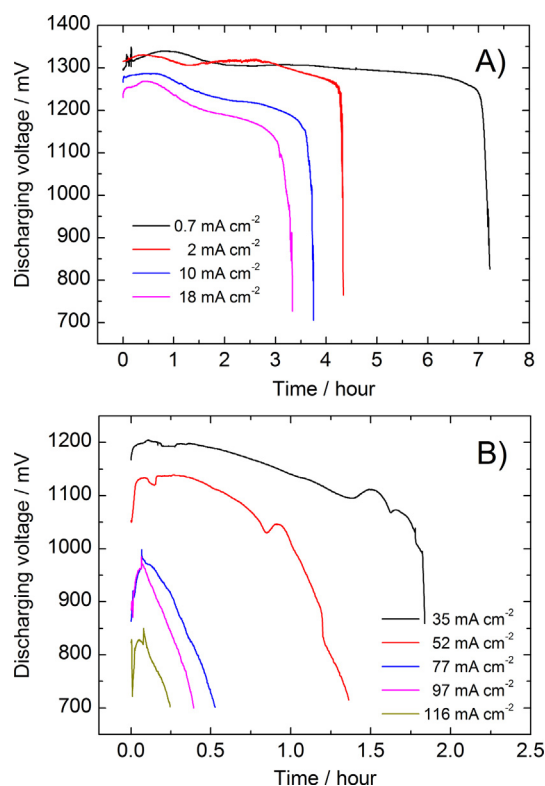 A)
Discharging voltage / mV
1400
1300
1200
1100
1000
900
800
700
0.7 mA cm-2
2 mA cm-2
10 mA cm-2
18 mA cm-2
0 1 2 3 4 5 6 7 8
Time / hour
B)
Discharging voltage / mV
1200
1100
1000
900
800
700
35 mA cm-2
52 mA cm-2
77 mA cm-2
97 mA cm-2
116 mA cm-2
0.0 0.5 1.0 1.5 2.0 2.5
Time / hour